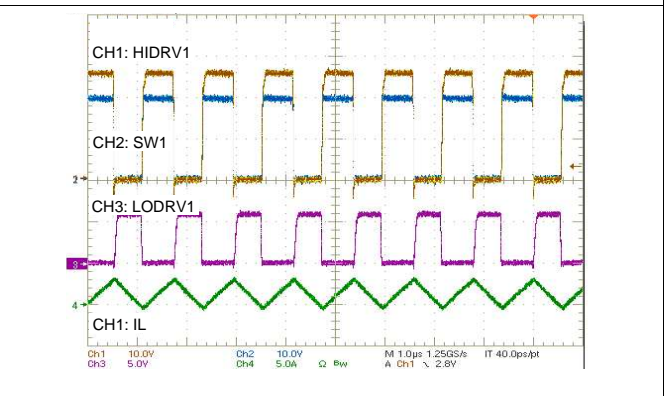 CH1: HIDRV1
CH2: SW1
2
CH3: LODRV1
3
4
CH1: IL
Ch1 10.0V Ch2 10.0V M 1.0µs 1.25GS/s IT 40.0ps/pt
Ch3 5.0V Ch4 5.0A Ω Bw A Ch1 2.8V